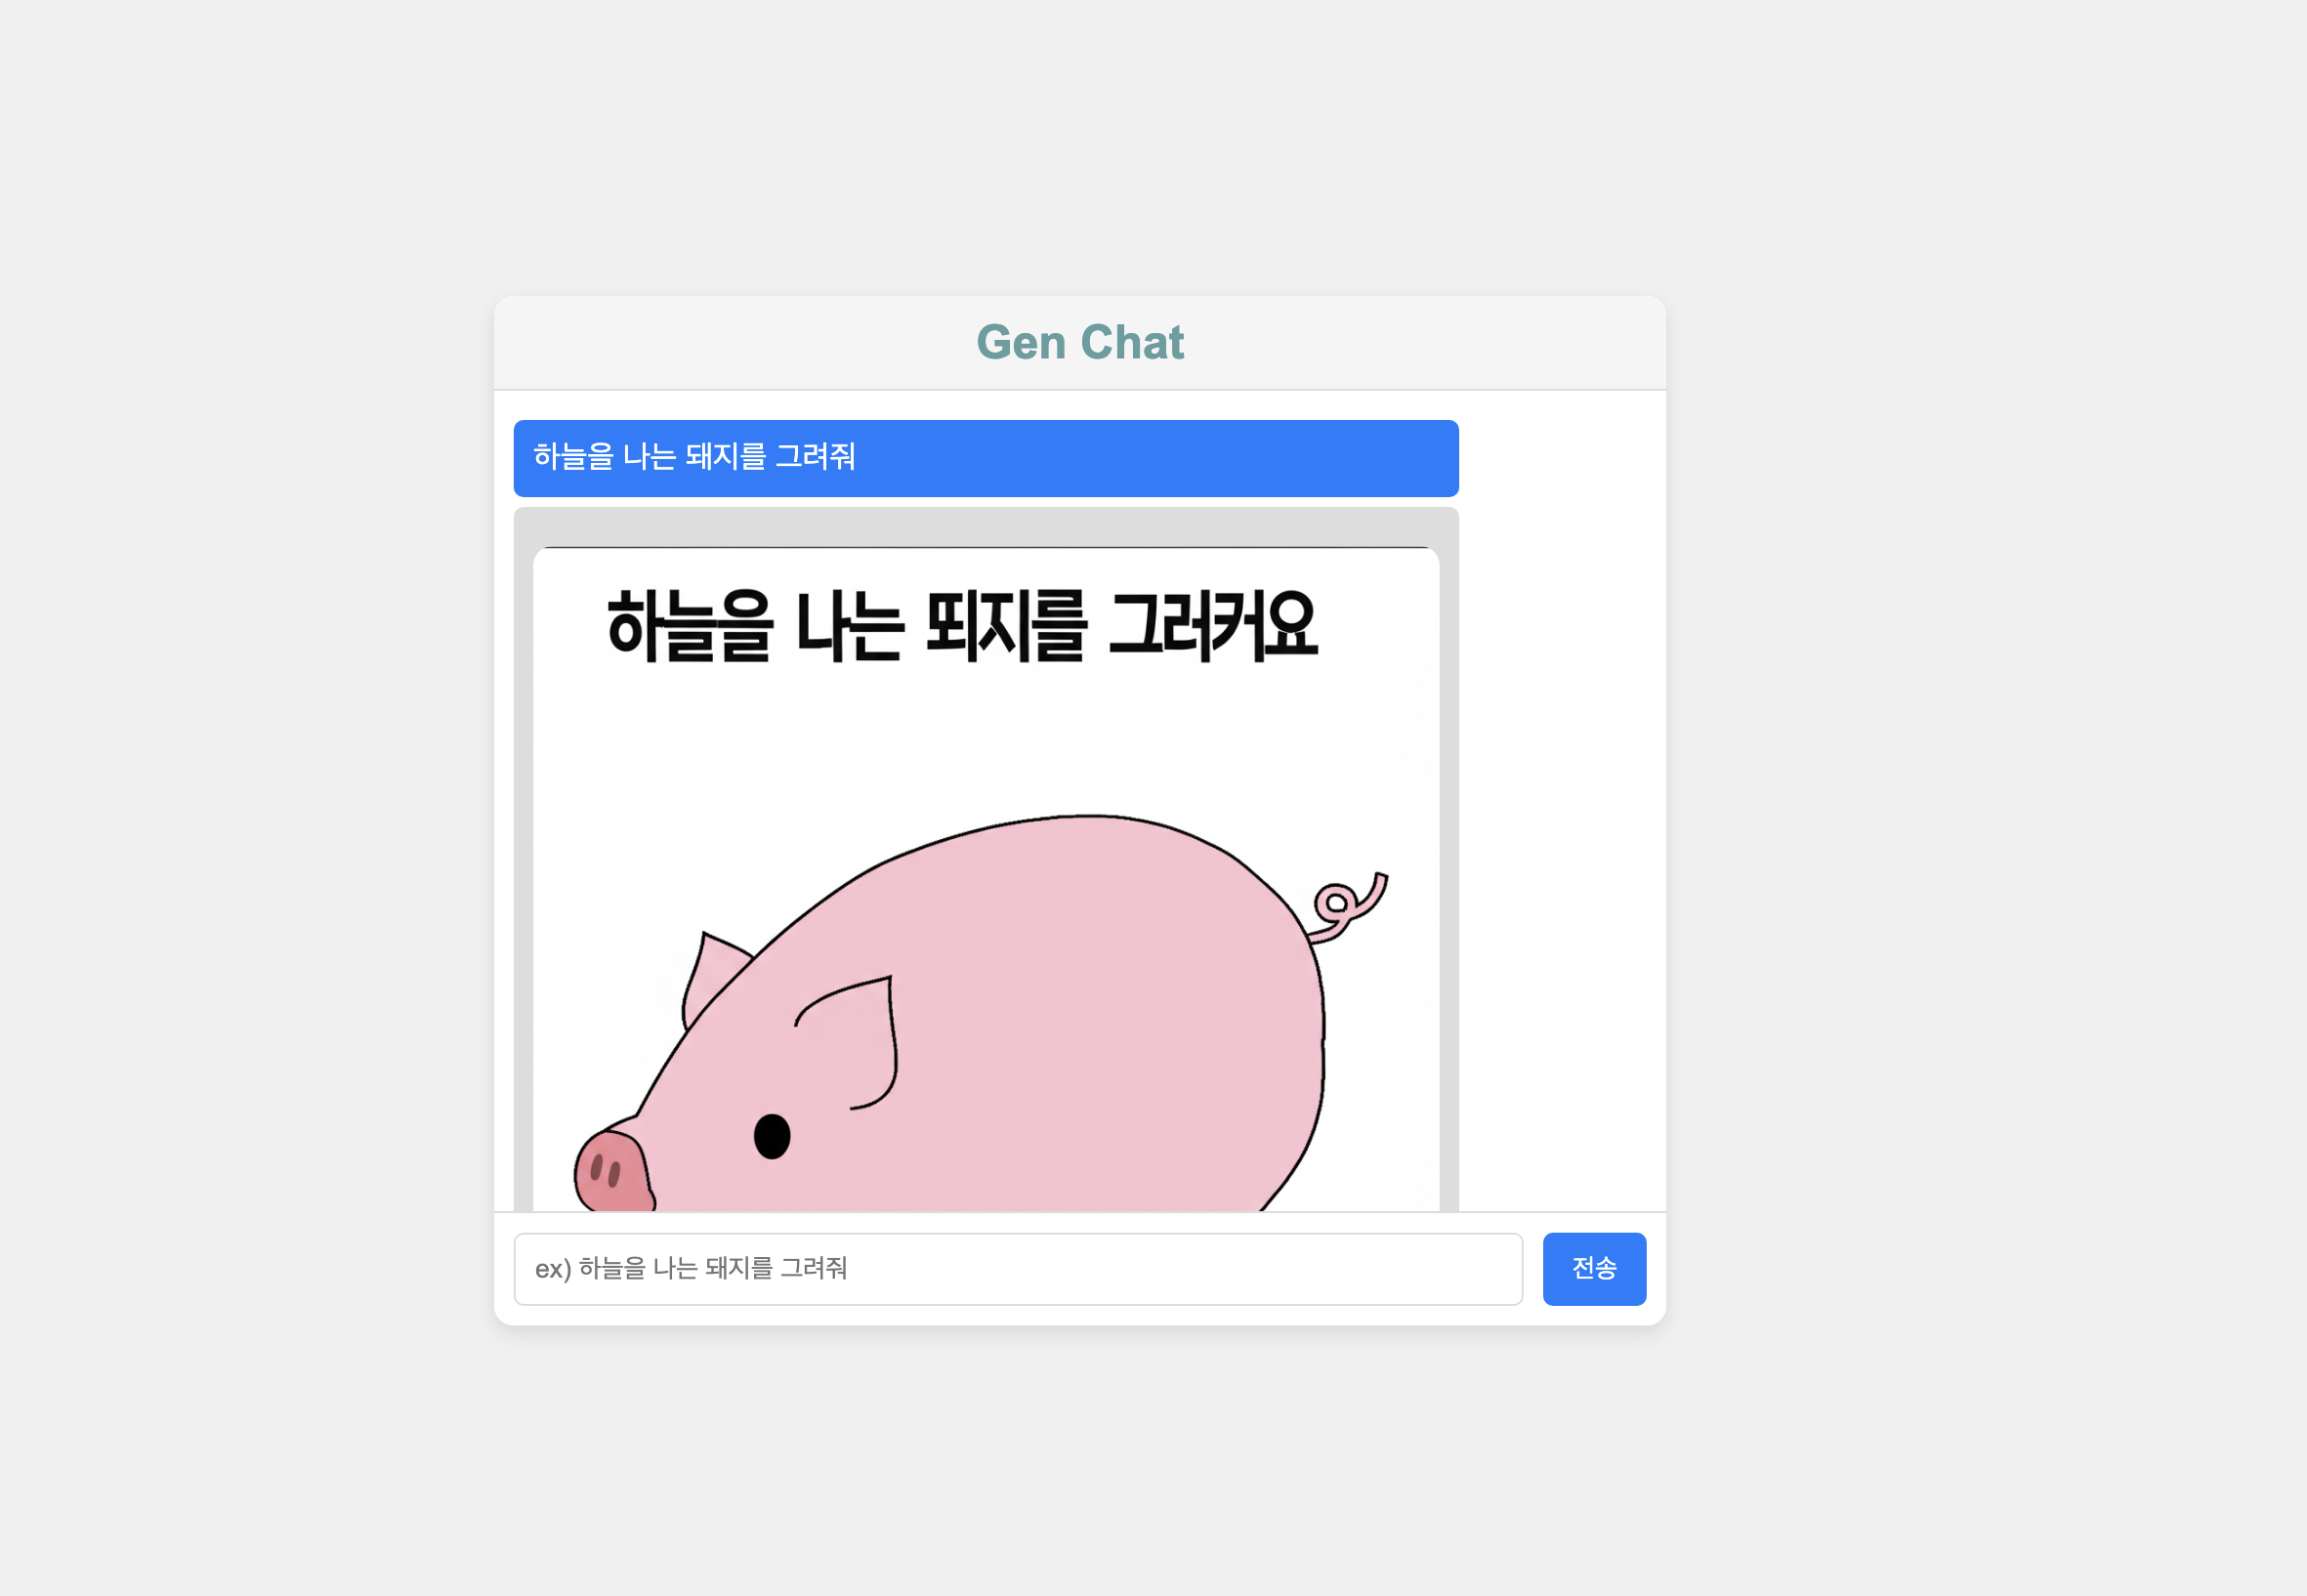 Gen Chat
하늘을 나는 돼지를 그려줘
하늘을 나는 뙤지를 그려커요
ex) 하늘을 나는 돼지를 그려줘
전송